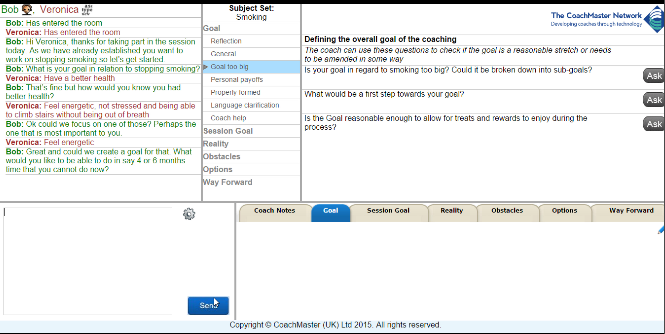 Bob , Veronica
Bob: Has entered the room
Veronica: Has entered the room
Bob: Hi Veronica, thanks for taking part in the session
today. As we have already established you want to
work on stopping smoking so let's get started
Bob: What is your goal in relation to stopping smoking?
Veronica: Have a better health
Bob: That's fine but how would you know you had
better health?
Veronica: Feel energetic, not stressed and being able
to climb stairs without being out of breath
Bob: Ok could we focus on one of those? Perhaps the
one that is most important to you.
Veronica: Feel energetic
Bob: Great and could we create a goal for that. What
would you like to be able to do in say 4 or 6 months
time that you cannot do now?
Subject Set:
Smoking
Goal
Reflection
General
Goal too big
Personal payoffs
Properly formed
Language clarification
Coach help
Session Goal
Reality
Obstacles
Options
Way Forward
The CoachMaster Network
Developing coaches through technology
Defining the overall goal of the coaching
The coach can use these questions to check if the goal is a reasonable stretch or needs
to be amended in some way
Is your goal in regard to smoking too big? Could it be broken down into sub-goals?
Ask
What would be a first step towards your goal?
Ask
Is the Goal reasonable enough to allow for treats and rewards to enjoy during the
process?
Ask
Send
Coach Notes
Goal
Session Goal
Reality
Obstacles
Options
Way Forward
Copyright © CoachMaster (UK) Ltd 2015. All rights reserved.